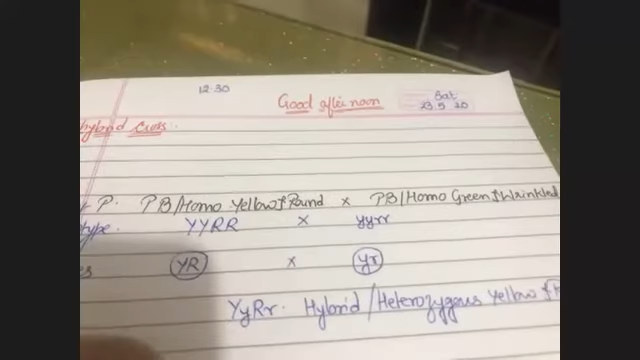 12.30
Good afternoon
Sat
23 5 20
hybrid Cross:
P. PB/Homo Yellow & Round × PB/Homo Green & Wrinkled
type. YYRR × yyrr
es YR × yr
YyRr. Hybrid/Heterozygous Yellow &